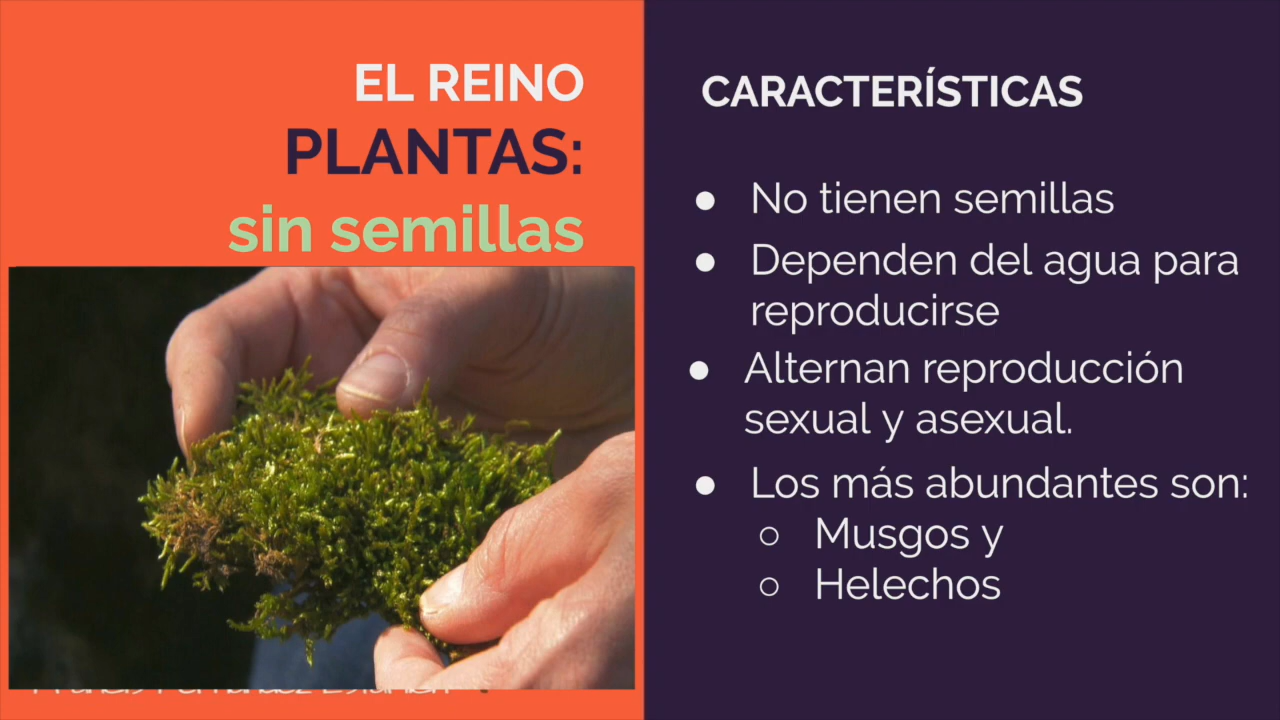 EL REINO
PLANTAS:
sin semillas
CARACTERÍSTICAS
● No tienen semillas
● Dependen del agua para
reproducirse
● Alternan reproducción
sexual y asexual.
● Los más abundantes son:
○ Musgos y
○ Helechos